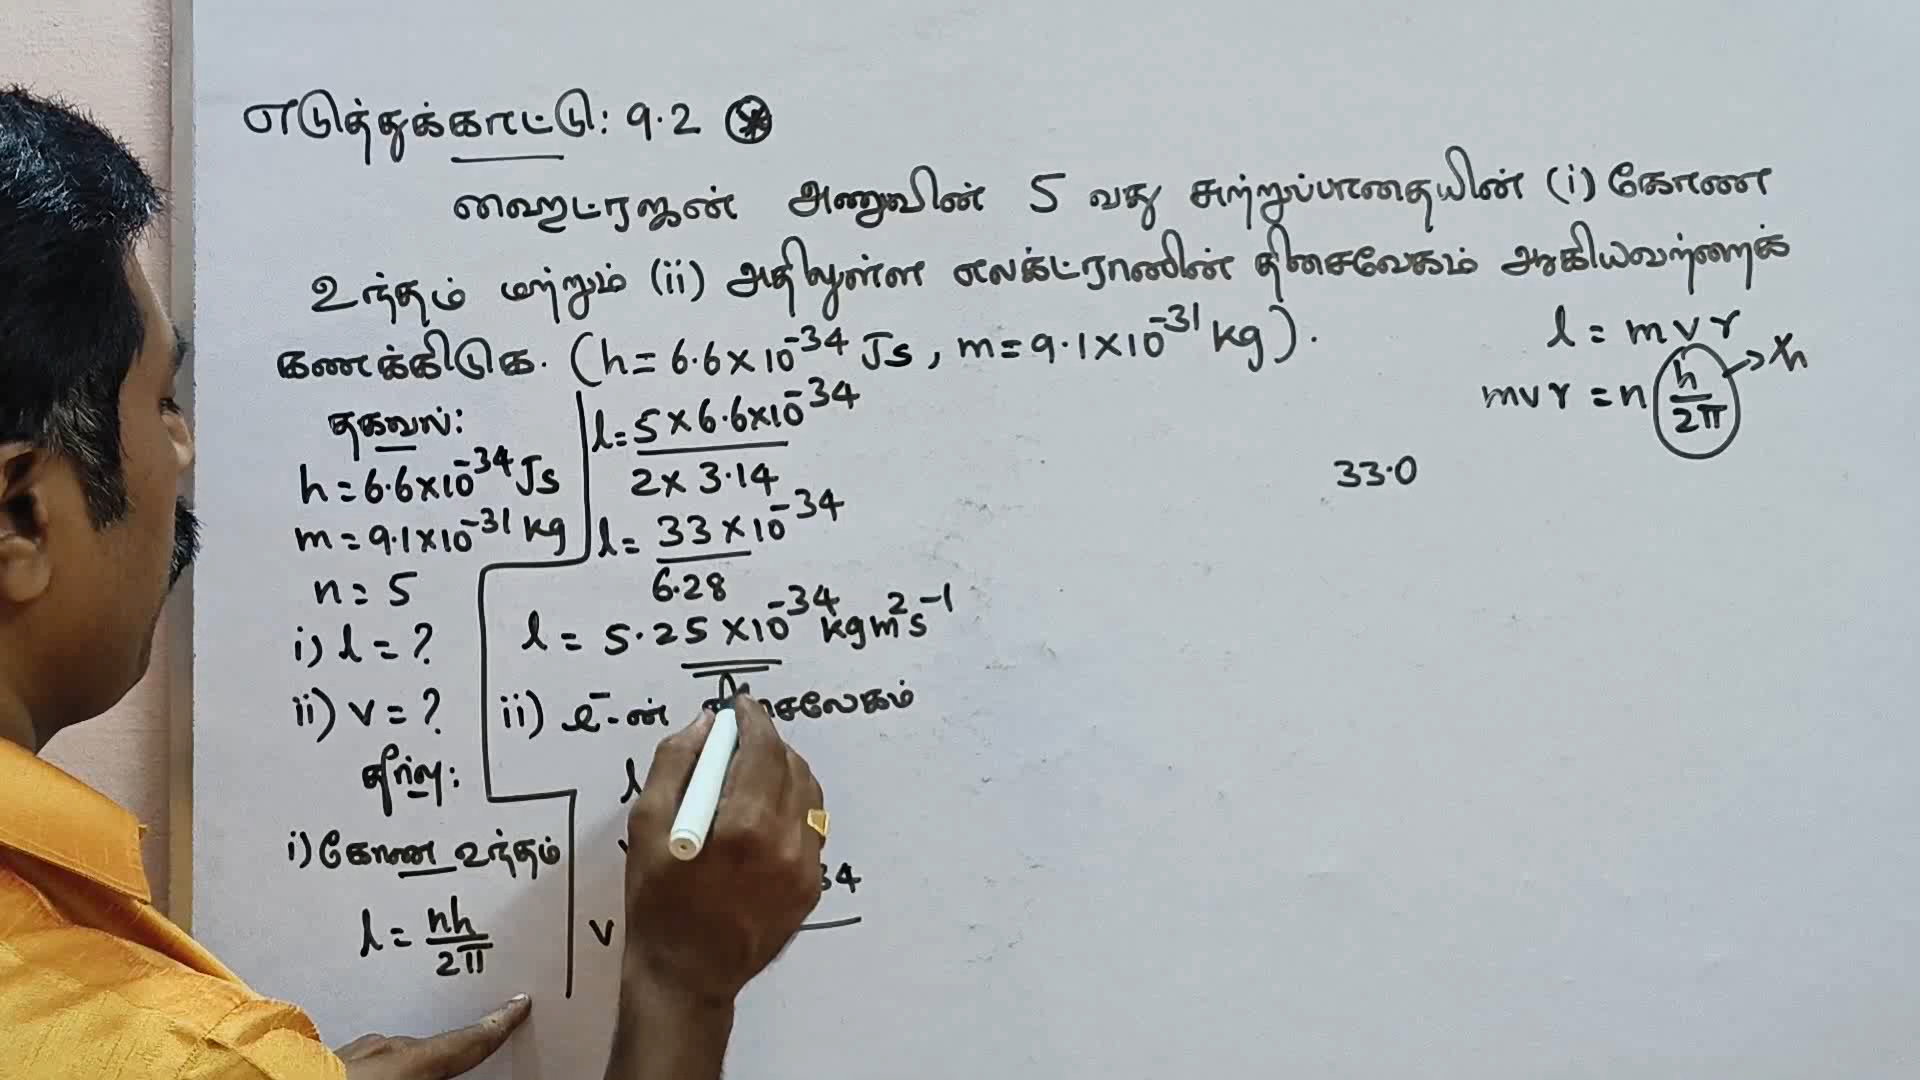 எடுத்துக்காட்டு: 9.2
ஹைட்ரஜன் அணுவின் 5 வது சுற்றுப்பாதையின் (i) கோண
உந்தம் மற்றும் (ii) அதிலுள்ள எலக்ட்ரானின் திசைவேகம் ஆகியவற்றைக்
கணக்கிடுக. (h = 6.6 × 10⁻³⁴ Js, m = 9.1 × 10⁻³¹ kg).
தகவல்:
h = 6.6 × 10⁻³⁴ Js
m = 9.1 × 10⁻³¹ kg
n = 5
i) l = ?
ii) v = ?
தீர்வு:
i) கோண உந்தம்
l = nh/2π
l = 5 × 6.6 × 10⁻³⁴ / 2 × 3.14
l = 33 × 10⁻³⁴ / 6.28
l = 5.25 × 10⁻³⁴ kgm²s⁻¹
ii) e⁻-ன்
l
v
34
l = mvr
mvr = n h/2π
33.0